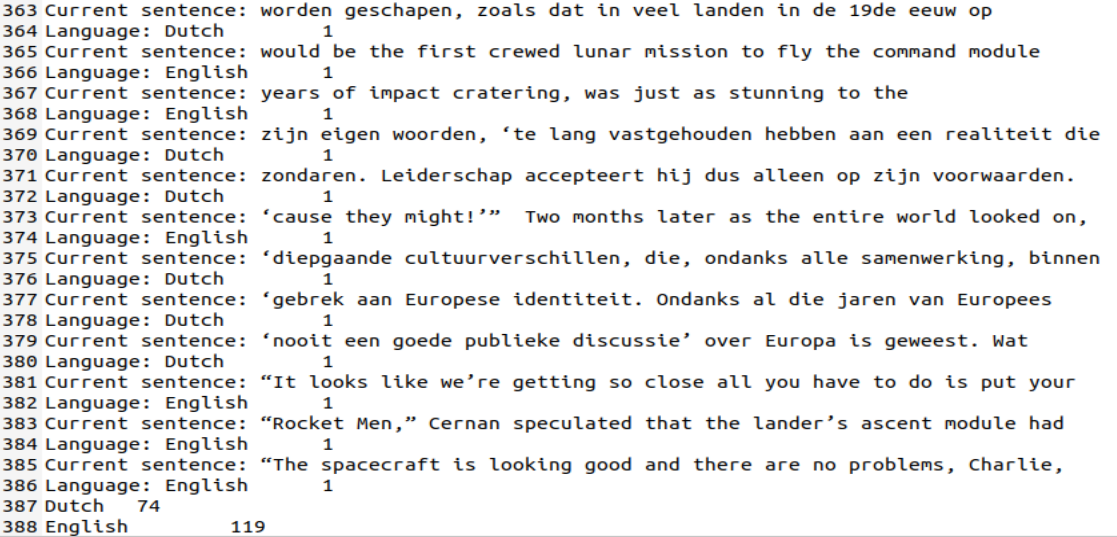 363 Current sentence: worden geschapen, zoals dat in veel landen in de 19de eeuw op
364 Language: Dutch 1
365 Current sentence: would be the first crewed lunar mission to fly the command module
366 Language: English 1
367 Current sentence: years of impact cratering, was just as stunning to the
368 Language: English 1
369 Current sentence: zijn eigen woorden, ‘te lang vastgehouden hebben aan een realiteit die
370 Language: Dutch 1
371 Current sentence: zondaren. Leiderschap accepteert hij dus alleen op zijn voorwaarden.
372 Language: Dutch 1
373 Current sentence: ‘cause they might!’” Two months later as the entire world looked on,
374 Language: English 1
375 Current sentence: ‘diepgaande cultuurverschillen, die, ondanks alle samenwerking, binnen
376 Language: Dutch 1
377 Current sentence: ‘gebrek aan Europese identiteit. Ondanks al die jaren van Europees
378 Language: Dutch 1
379 Current sentence: ‘nooit een goede publieke discussie’ over Europa is geweest. Wat
380 Language: Dutch 1
381 Current sentence: “It looks like we’re getting so close all you have to do is put your
382 Language: English 1
383 Current sentence: “Rocket Men,” Cernan speculated that the lander’s ascent module had
384 Language: English 1
385 Current sentence: “The spacecraft is looking good and there are no problems, Charlie,
386 Language: English 1
387 Dutch 74
388 English 119